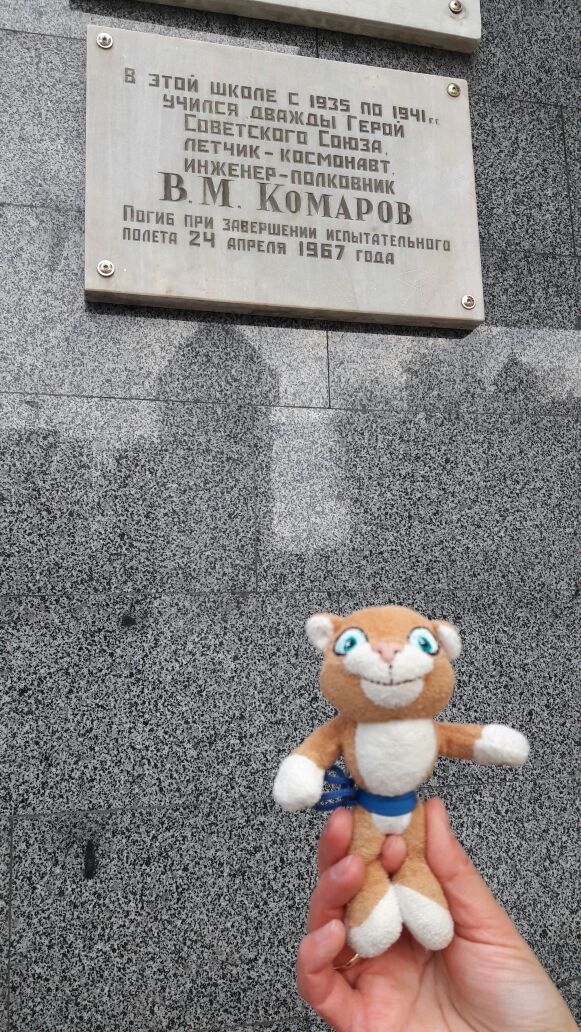 В ЭТОЙ ШКОЛЕ С 1935 ПО 1941 г.г.
УЧИЛСЯ ДВАЖДЫ ГЕРОЙ
СОВЕТСКОГО СОЮЗА,
ЛЕТЧИК-КОСМОНАВТ,
ИНЖЕНЕР-ПОЛКОВНИК
В. М. КОМАРОВ
ПОГИБ ПРИ ЗАВЕРШЕНИИ ИСПЫТАТЕЛЬНОГО
ПОЛЕТА 24 АПРЕЛЯ 1967 ГОДА